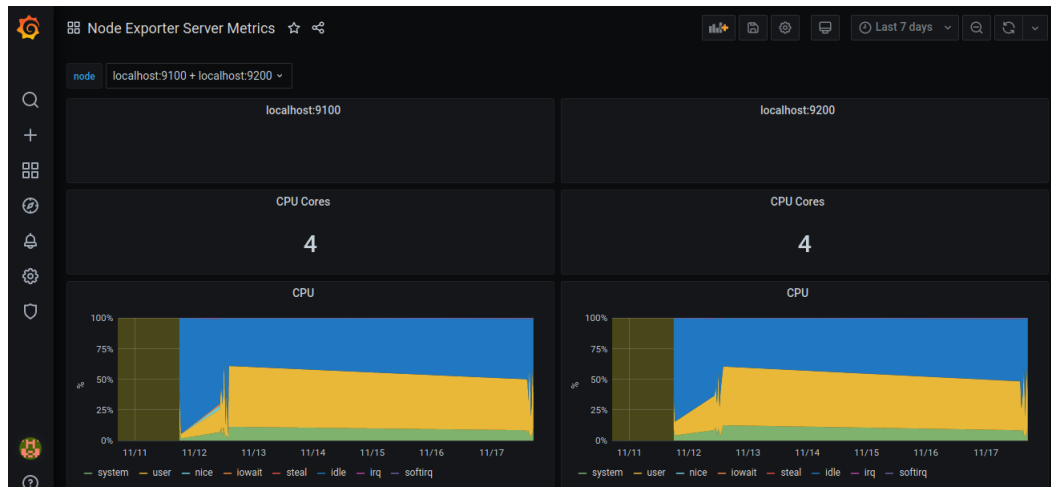 Node Exporter Server Metrics
Last 7 days
node localhost:9100 + localhost:9200
localhost:9100
localhost:9200
CPU Cores
4
CPU Cores
4
CPU
100%
75%
50%
25%
0%
%
11/11 11/12 11/13 11/14 11/15 11/16 11/17
system user nice iowait steal idle irq softirq
CPU
100%
75%
50%
25%
0%
%
11/11 11/12 11/13 11/14 11/15 11/16 11/17
system user nice iowait steal idle irq softirq